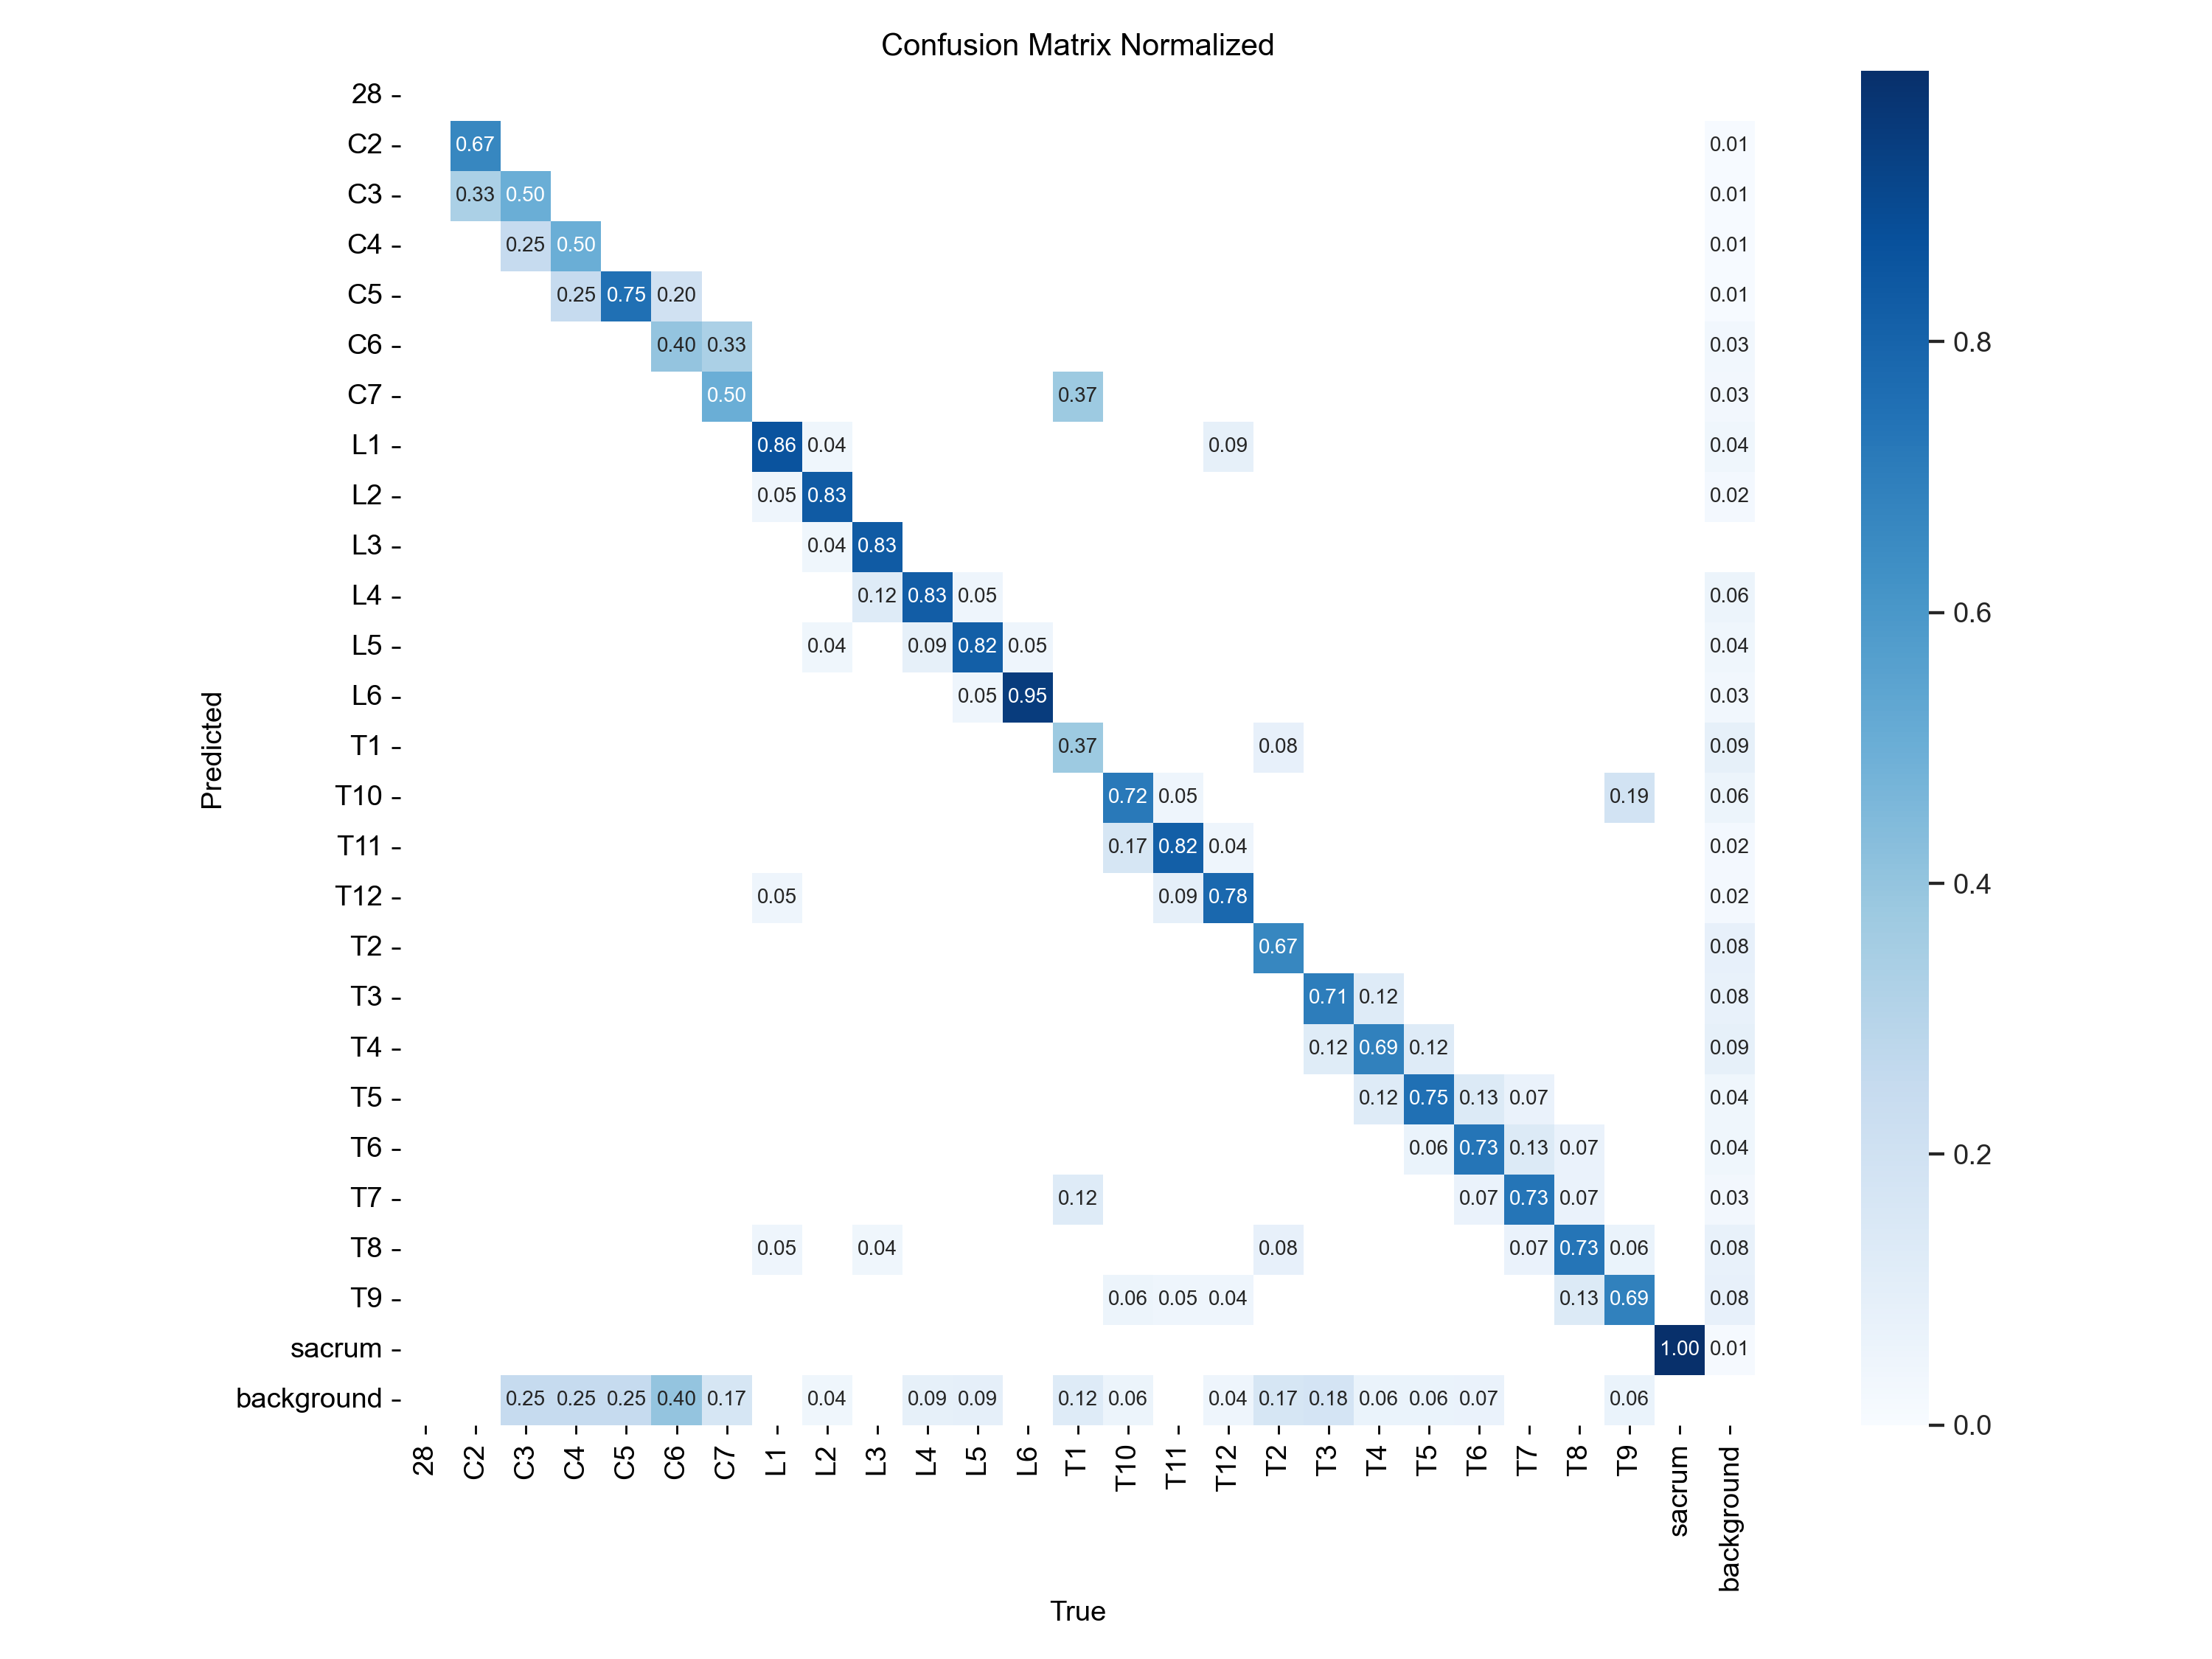 Confusion Matrix Normalized
28
C2 0.67 0.01
C3 0.33 0.50 0.01
C4 0.25 0.50 0.01
C5 0.25 0.75 0.20 0.01
C6 0.40 0.33 0.03
C7 0.50 0.37 0.03
L1 0.86 0.04 0.09 0.04
L2 0.05 0.83 0.02
L3 0.04 0.83
L4 0.12 0.83 0.05 0.06
L5 0.04 0.09 0.82 0.05 0.04
L6 0.05 0.95 0.03
T1 0.37 0.08 0.09
T10 0.72 0.05 0.19 0.06
T11 0.17 0.82 0.04 0.02
T12 0.05 0.09 0.78 0.02
T2 0.67 0.08
T3 0.71 0.12 0.08
T4 0.12 0.69 0.12 0.09
T5 0.12 0.75 0.13 0.07 0.04
T6 0.06 0.73 0.13 0.07 0.04
T7 0.12 0.07 0.73 0.07 0.03
T8 0.05 0.04 0.08 0.07 0.73 0.06 0.08
T9 0.06 0.05 0.04 0.13 0.69 0.08
sacrum 1.00 0.01
background 0.25 0.25 0.25 0.40 0.17 0.04 0.09 0.09 0.12 0.06 0.04 0.17 0.18 0.06 0.06 0.07 0.06
28 C2 C3 C4 C5 C6 C7 L1 L2 L3 L4 L5 L6 T1 T10 T11 T12 T2 T3 T4 T5 T6 T7 T8 T9 sacrum background
True
Predicted
0.8
0.6
0.4
0.2
0.0